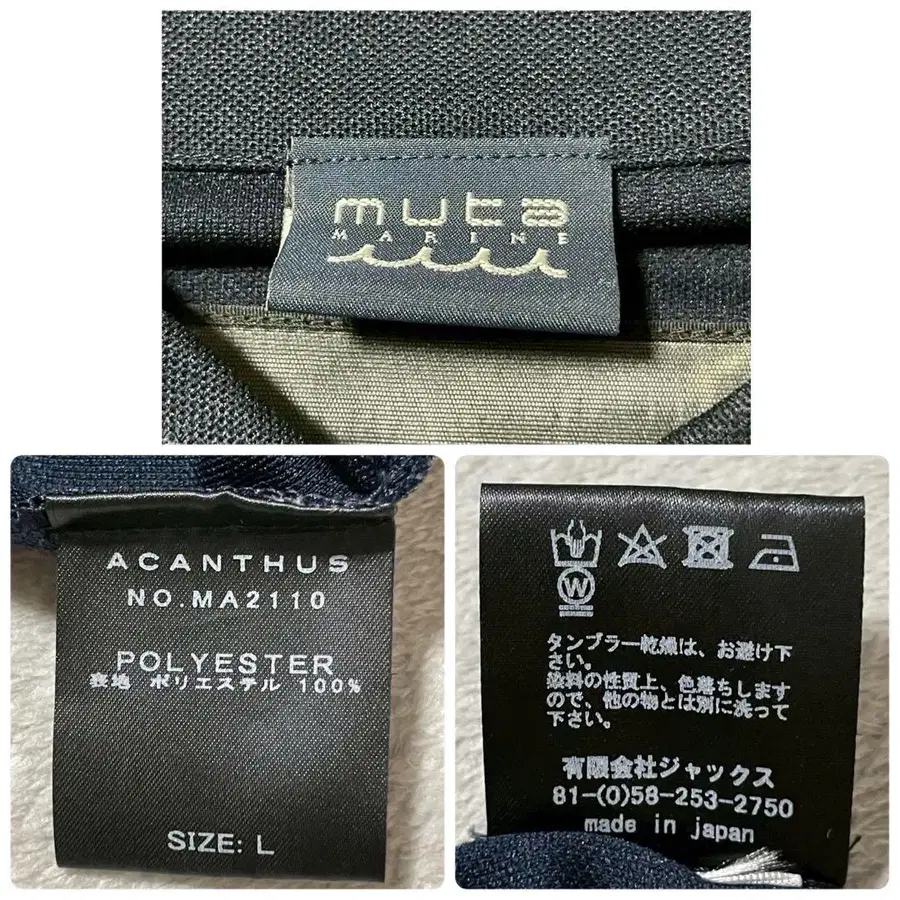 muta
MARINE
ACANTHUS
NO.MA2110
POLYESTER
表地 ポリエステル 100%
SIZE: L
W
タンブラー乾燥は、お避け下
さい。
染料の性質上、色落ちします
ので、他の物とは別に洗って
下さい。
有限会社ジャックス
81-(0)58-253-2750
made in japan